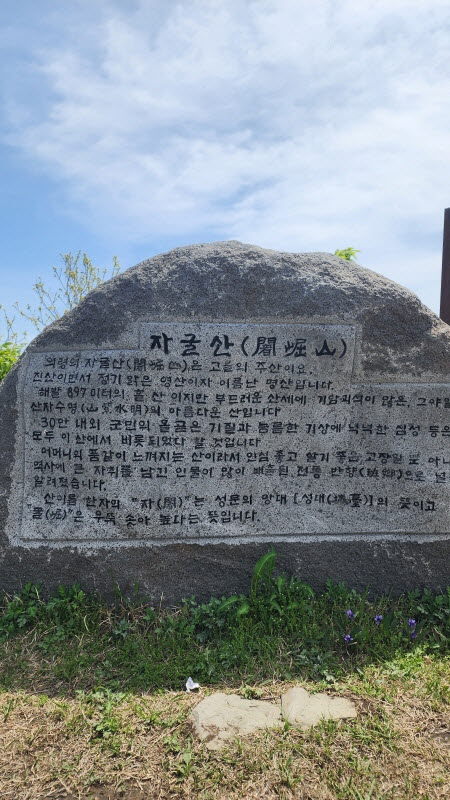 자굴산(闍崛山)
의령의 자굴산(闍崛山)은 고을의 주산이요,
진산이면서 정기 맑은 영산이자 이름난 명산입니다.
해발 897미터의 홑 산 이지만 부드러운 산세에 기암괴석이 많은, 그야말
산자수명(山紫水明)의 아름다운 산입니다
30만 내외 군민의 올곧은 기질과 늠름한 기상에 넉넉한 심성 등은
모두 이 산에서 비롯되었다 할 것입니다
어머니의 품같이 느껴지는 산이라서 인심 좋고 살기 좋은 고장일 뿐 아니
역사에 큰 자취를 남긴 인물이 많이 배출된, 전통 반향(班鄕)으로 널
알려졌습니다.
산이름 한자의 "자(闍)"는 성문의 망대 [성대(城臺)]의 뜻이고
"굴(崛)"은 우뚝 솟아 높다는 뜻입니다.